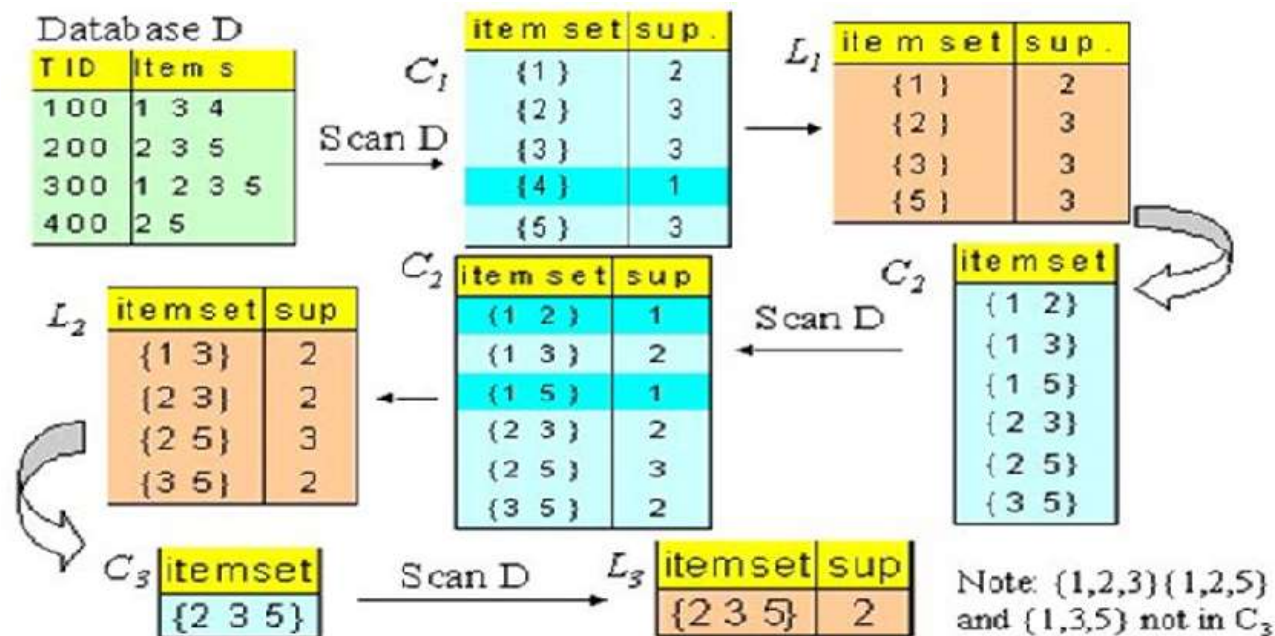 Database D
TID Items
100 1 3 4
200 2 3 5
300 1 2 3 5
400 2 5
Scan D
C1
itemset sup.
{1} 2
{2} 3
{3} 3
{4} 1
{5} 3
L1
itemset sup.
{1} 2
{2} 3
{3} 3
{5} 3
C2
itemset
{1 2}
{1 3}
{1 5}
{2 3}
{2 5}
{3 5}
Scan D
C2
itemset sup
{1 2} 1
{1 3} 2
{1 5} 1
{2 3} 2
{2 5} 3
{3 5} 2
L2
itemset sup
{1 3} 2
{2 3} 2
{2 5} 3
{3 5} 2
C3
itemset
{2 3 5}
Scan D
L3
itemset sup
{2 3 5} 2
Note: {1,2,3}{1,2,5}
and {1,3,5} not in C3